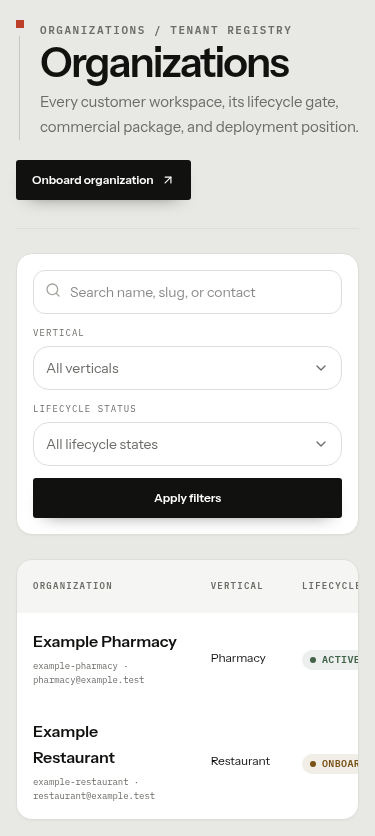 ORGANIZATIONS / TENANT REGISTRY
Organizations
Every customer workspace, its lifecycle gate,
commercial package, and deployment position.
Onboard organization
Search name, slug, or contact
VERTICAL
All verticals
LIFECYCLE STATUS
All lifecycle states
Apply filters
ORGANIZATION VERTICAL LIFECYCLE
Example Pharmacy
example-pharmacy ·
pharmacy@example.test
Pharmacy
ACTIVE
Example
Restaurant
example-restaurant ·
restaurant@example.test
Restaurant
ONBOAR